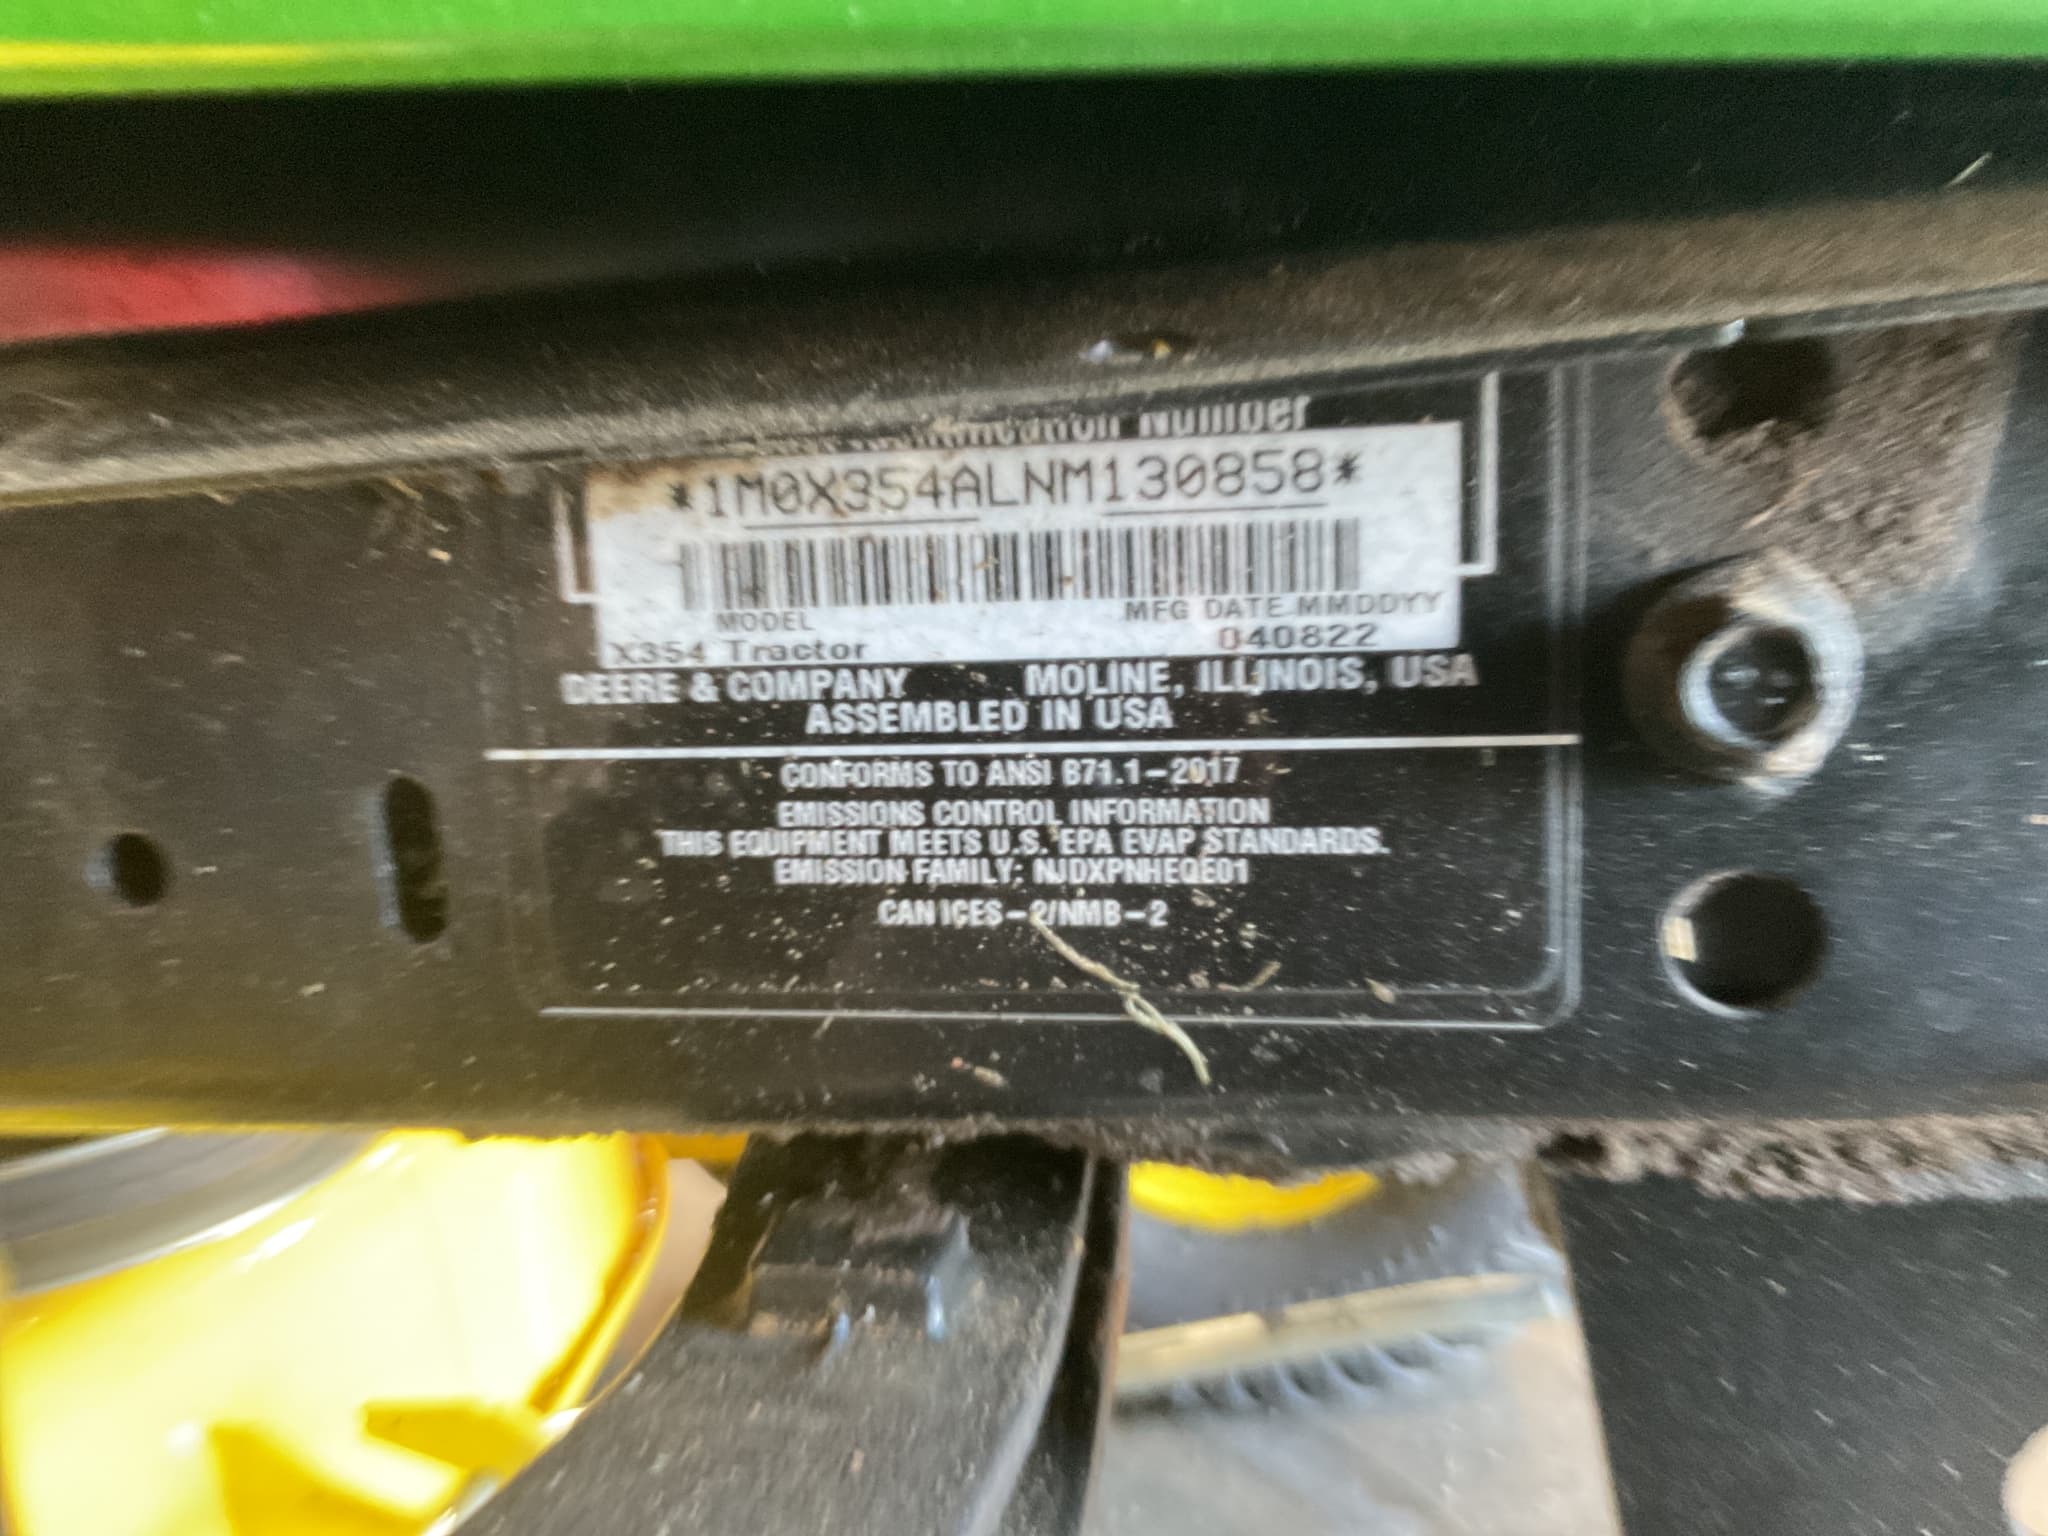 Identification Number
*1M0X354ALNM130858*
MODEL MFG DATE MMDDYY
X354 Tractor 040822
DEERE & COMPANY MOLINE, ILLINOIS, USA
ASSEMBLED IN USA
CONFORMS TO ANSI B71.1-2017
EMISSIONS CONTROL INFORMATION
THIS EQUIPMENT MEETS U.S. EPA EVAP STANDARDS.
EMISSION FAMILY: NJDXPNHEQE01
CAN ICES-2/NMB-2